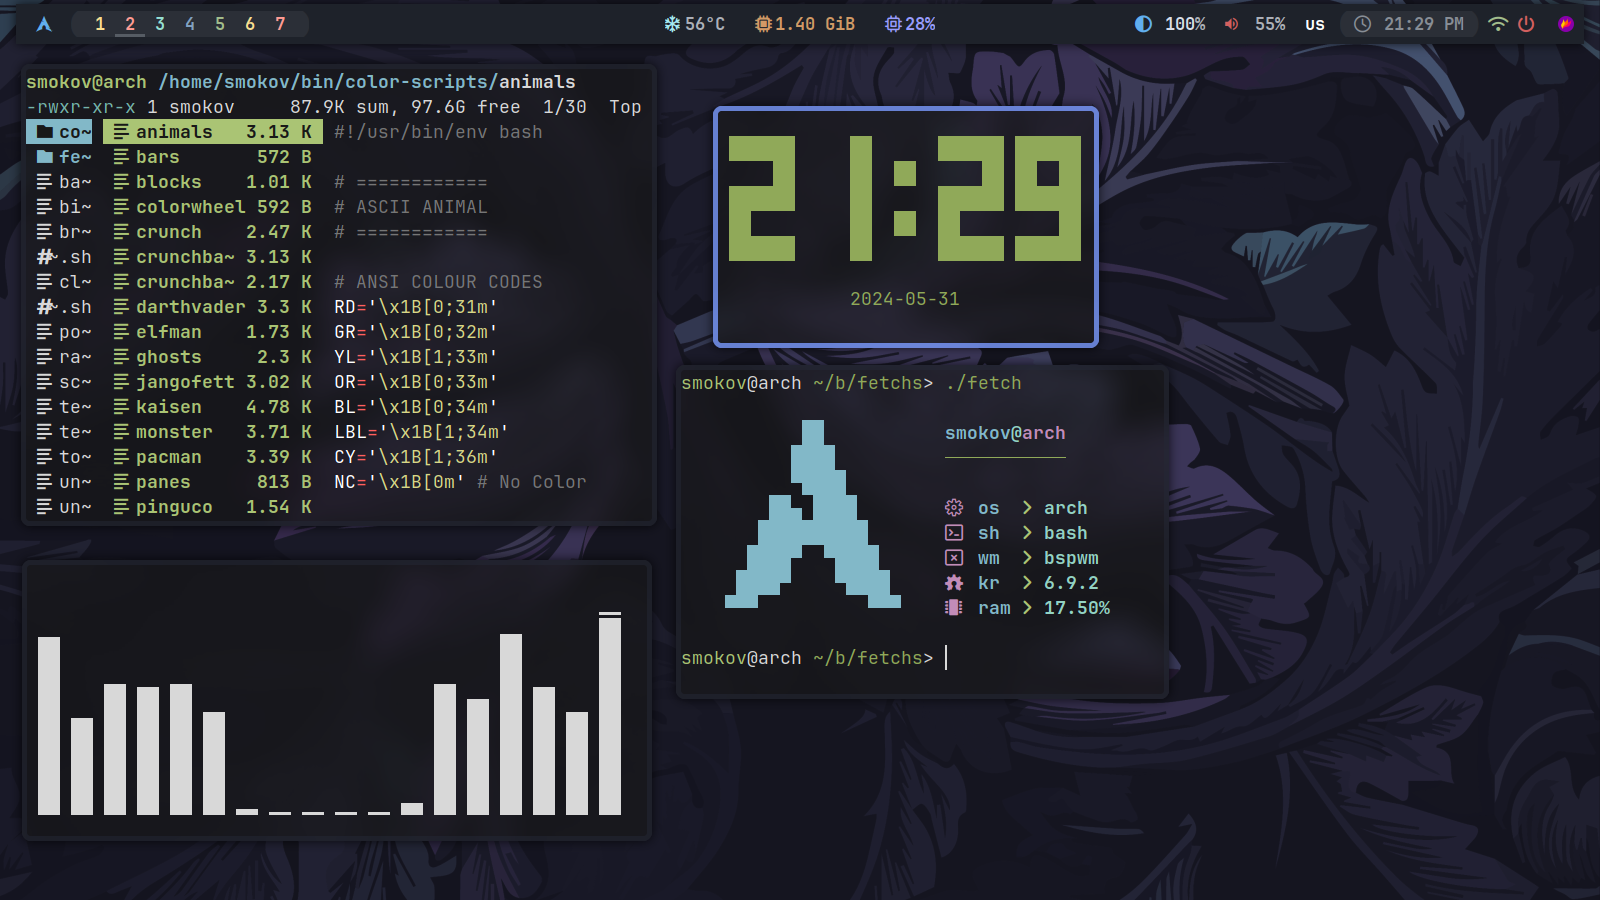 1 2 3 4 5 6 7
56°C 1.40 GiB 28%
100% 55% US 21:29 PM
smokov@arch /home/smokov/bin/color-scripts/animals
-rwxr-xr-x 1 smokov 87.9K sum, 97.6G free 1/30 Top
co~ animals 3.13 K #!/usr/bin/env bash
fe~ bars 572 B
ba~ blocks 1.01 K # ============
bi~ colorwheel 592 B # ASCII ANIMAL
br~ crunch 2.47 K # ============
#~.sh crunchba~ 3.13 K
cl~ crunchba~ 2.17 K # ANSI COLOUR CODES
#~.sh darthvader 3.3 K RD='\x1B[0;31m'
po~ elfman 1.73 K GR='\x1B[0;32m'
ra~ ghosts 2.3 K YL='\x1B[1;33m'
sc~ jangofett 3.02 K OR='\x1B[0;33m'
te~ kaisen 4.78 K BL='\x1B[0;34m'
te~ monster 3.71 K LBL='\x1B[1;34m'
to~ pacman 3.39 K CY='\x1B[1;36m'
un~ panes 813 B NC='\x1B[0m' # No Color
un~ pinguco 1.54 K
21:29
2024-05-31
smokov@arch ~/b/fetchs> ./fetch
smokov@arch
os > arch
sh > bash
wm > bspwm
kr > 6.9.2
ram > 17.50%
smokov@arch ~/b/fetchs>